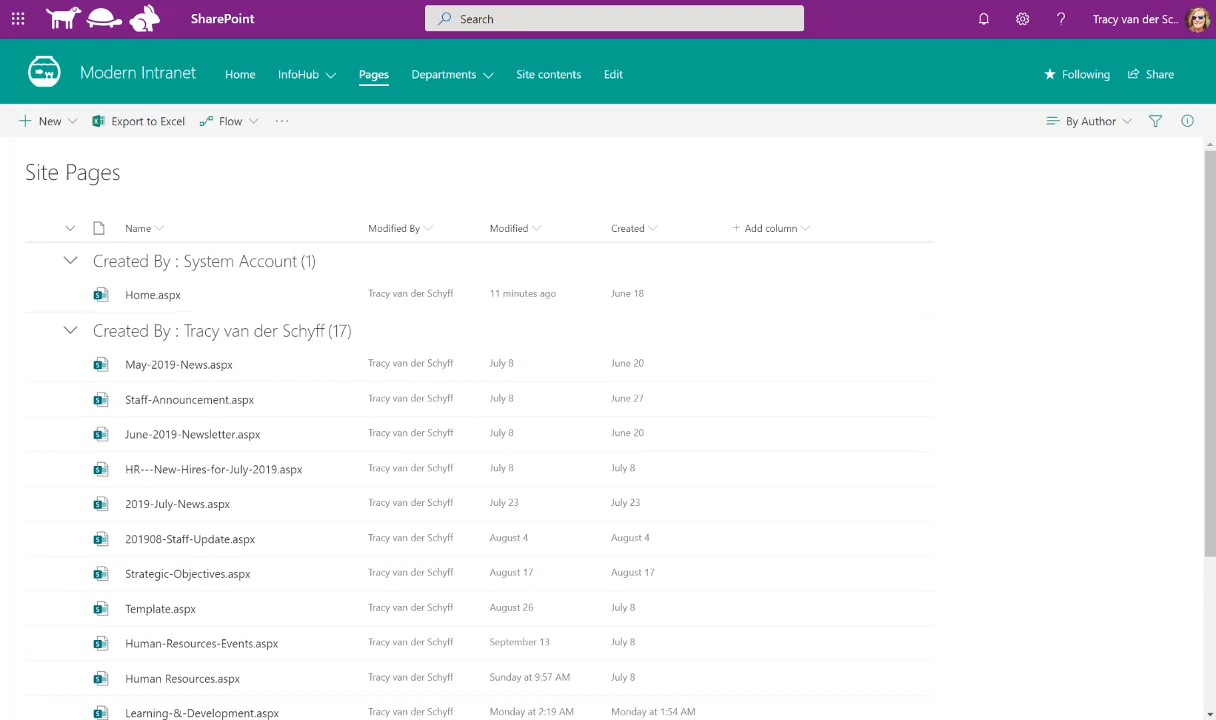 SharePoint
Search
?
Tracy van der Sc..
Modern Intranet
Home
InfoHub
Pages
Departments
Site contents
Edit
Following
Share
+ New
Export to Excel
Flow
...
By Author
Site Pages
Name
Modified By
Modified
Created
+ Add column
Created By : System Account (1)
Home.aspx Tracy van der Schyff 11 minutes ago June 18
Created By : Tracy van der Schyff (17)
May-2019-News.aspx Tracy van der Schyff July 8 June 20
Staff-Announcement.aspx Tracy van der Schyff July 8 June 27
June-2019-Newsletter.aspx Tracy van der Schyff July 8 June 20
HR---New-Hires-for-July-2019.aspx Tracy van der Schyff July 8 July 8
2019-July-News.aspx Tracy van der Schyff July 23 July 23
201908-Staff-Update.aspx Tracy van der Schyff August 4 August 4
Strategic-Objectives.aspx Tracy van der Schyff August 17 August 17
Template.aspx Tracy van der Schyff August 26 July 8
Human-Resources-Events.aspx Tracy van der Schyff September 13 July 8
Human Resources.aspx Tracy van der Schyff Sunday at 9:57 AM July 8
Learning-&-Development.aspx Tracy van der Schyff Monday at 2:19 AM Monday at 1:54 AM